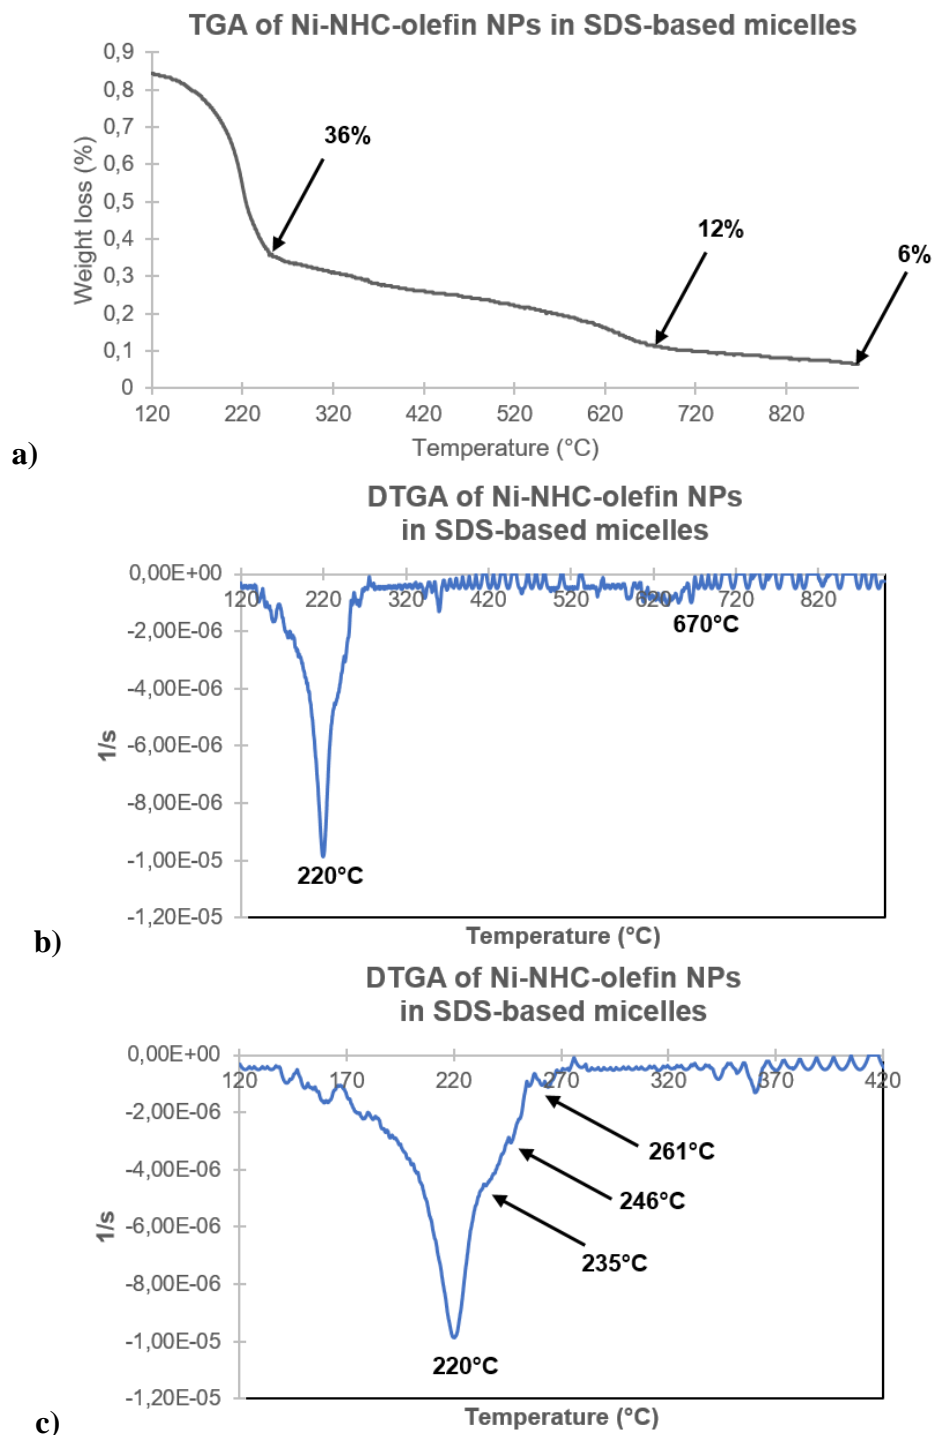 TGA of Ni-NHC-olefin NPs in SDS-based micelles
0,9
0,8
0,7
0,6
0,5
0,4
0,3
0,2
0,1
0
Weight loss (%)
36%
12%
6%
120 220 320 420 520 620 720 820
Temperature (°C)
a)
DTGA of Ni-NHC-olefin NPs
in SDS-based micelles
0,00E+00
120 220 320 420 520 620 720 820
-2,00E-06
-4,00E-06
-6,00E-06
-8,00E-06
-1,00E-05
-1,20E-05
1/s
670°C
220°C
Temperature (°C)
b)
DTGA of Ni-NHC-olefin NPs
in SDS-based micelles
0,00E+00
120 170 220 270 320 370 420
-2,00E-06
-4,00E-06
-6,00E-06
-8,00E-06
-1,00E-05
-1,20E-05
1/s
261°C
246°C
235°C
220°C
Temperature (°C)
c)